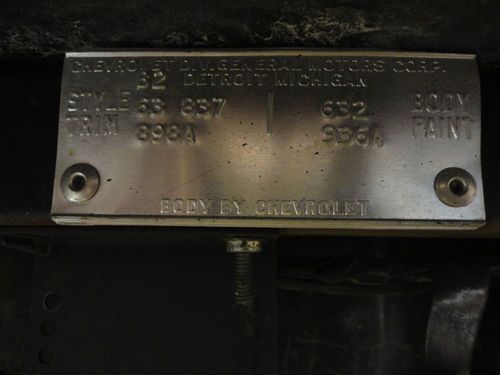 CHEVROLET DIV. GENERAL MOTORS CORP.
32 DETROIT MICHIGAN
STYLE 63 837 632 BODY
TRIM 898A 936A PAINT
BODY BY CHEVROLET